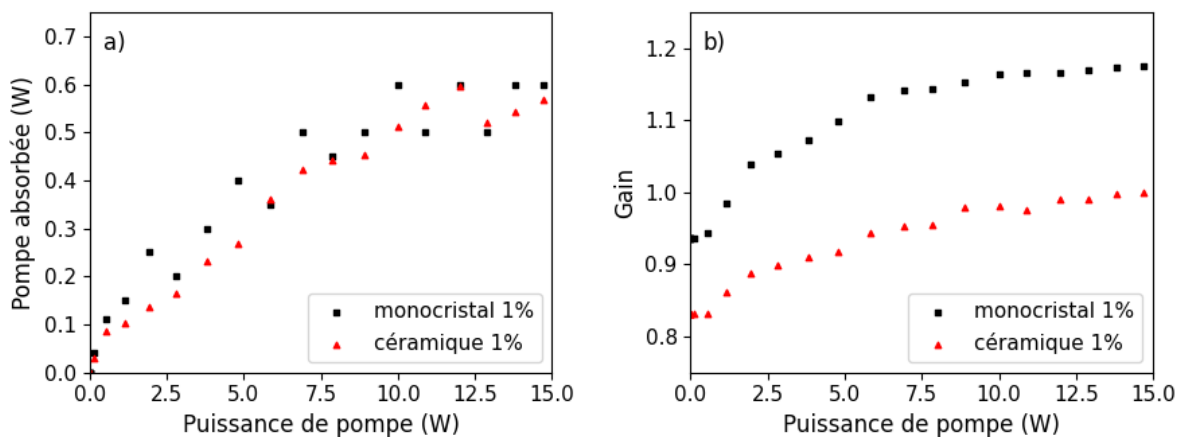 a)
Pompe absorbée (W)
0.7
0.6
0.5
0.4
0.3
0.2
0.1
0.0
monocristal 1%
céramique 1%
0.0 2.5 5.0 7.5 10.0 12.5 15.0
Puissance de pompe (W)
b)
Gain
1.2
1.1
1.0
0.9
0.8
monocristal 1%
céramique 1%
0.0 2.5 5.0 7.5 10.0 12.5 15.0
Puissance de pompe (W)